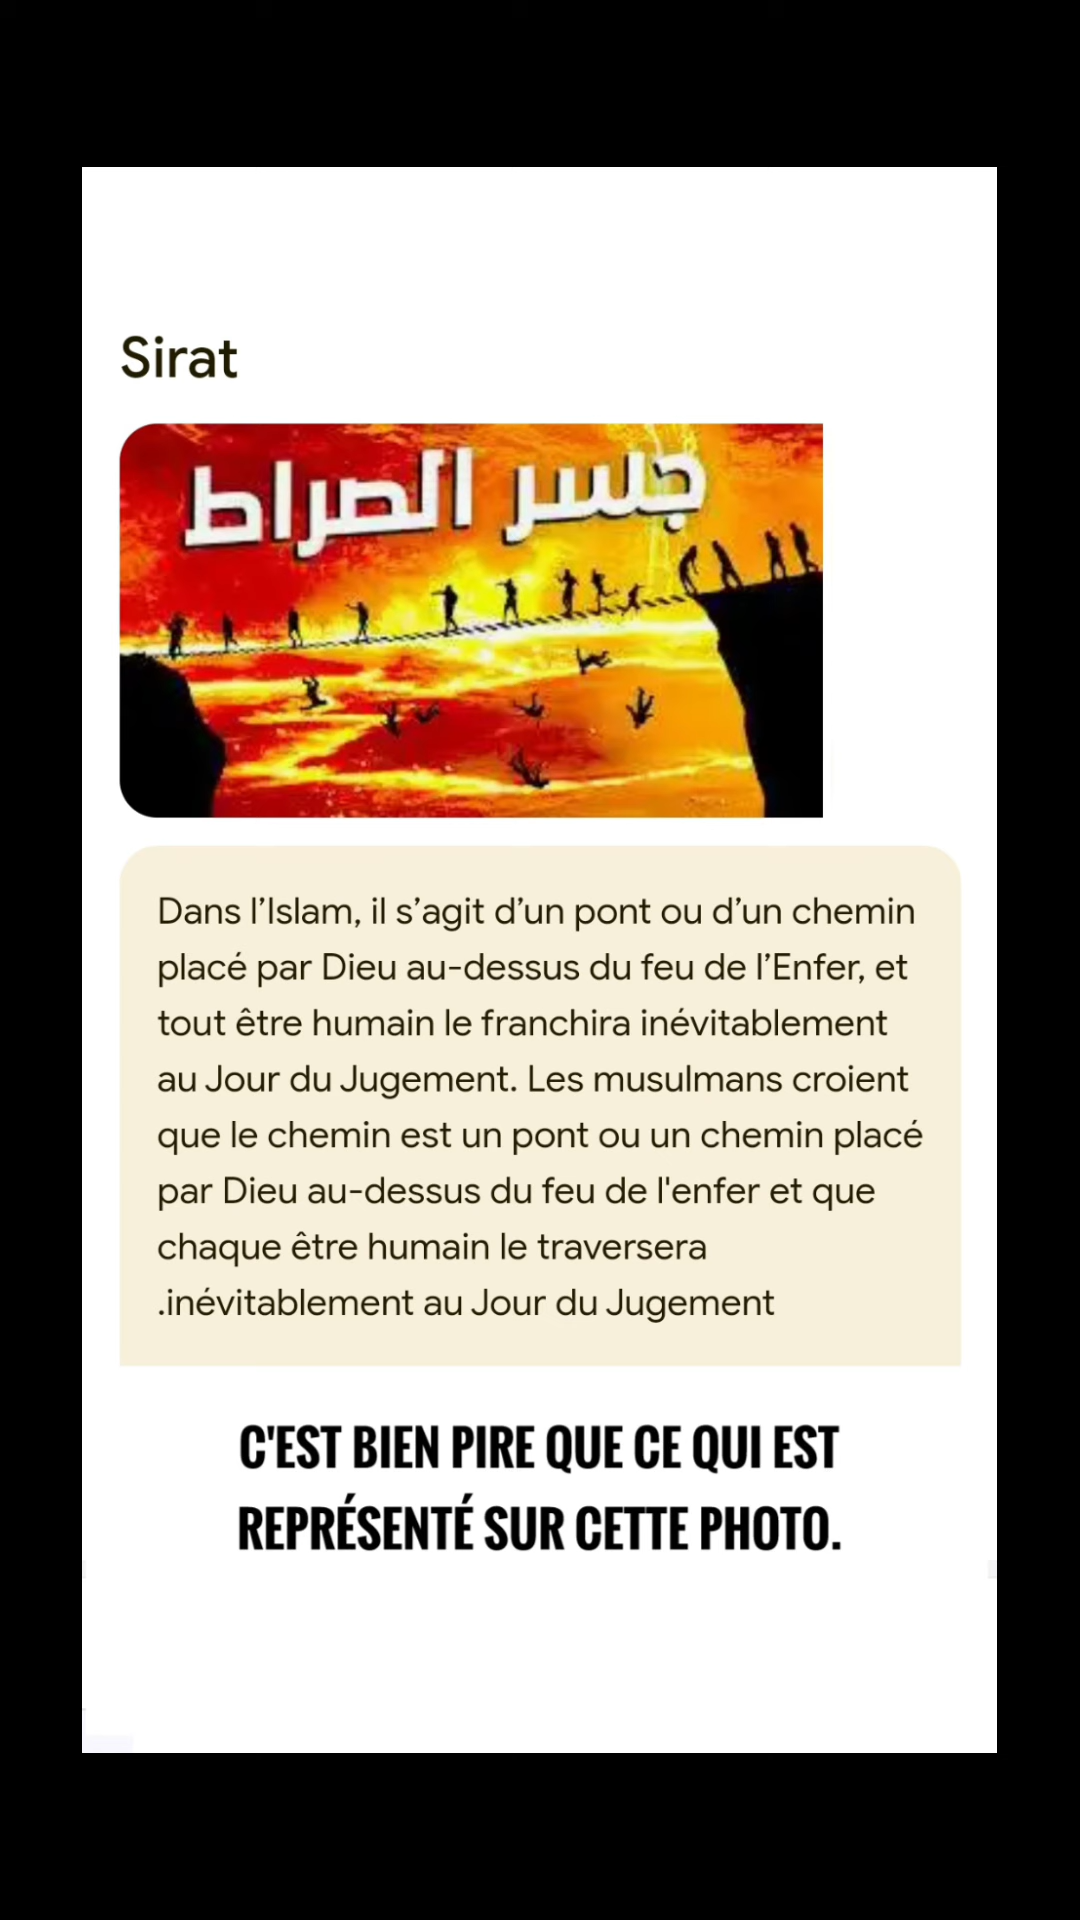 Sirat
جسر الصراط
Dans l’Islam, il s’agit d’un pont ou d’un chemin
placé par Dieu au-dessus du feu de l’Enfer, et
tout être humain le franchira inévitablement
au Jour du Jugement. Les musulmans croient
que le chemin est un pont ou un chemin placé
par Dieu au-dessus du feu de l'enfer et que
chaque être humain le traversera
.inévitablement au Jour du Jugement
C'EST BIEN PIRE QUE CE QUI EST
REPRÉSENTÉ SUR CETTE PHOTO.